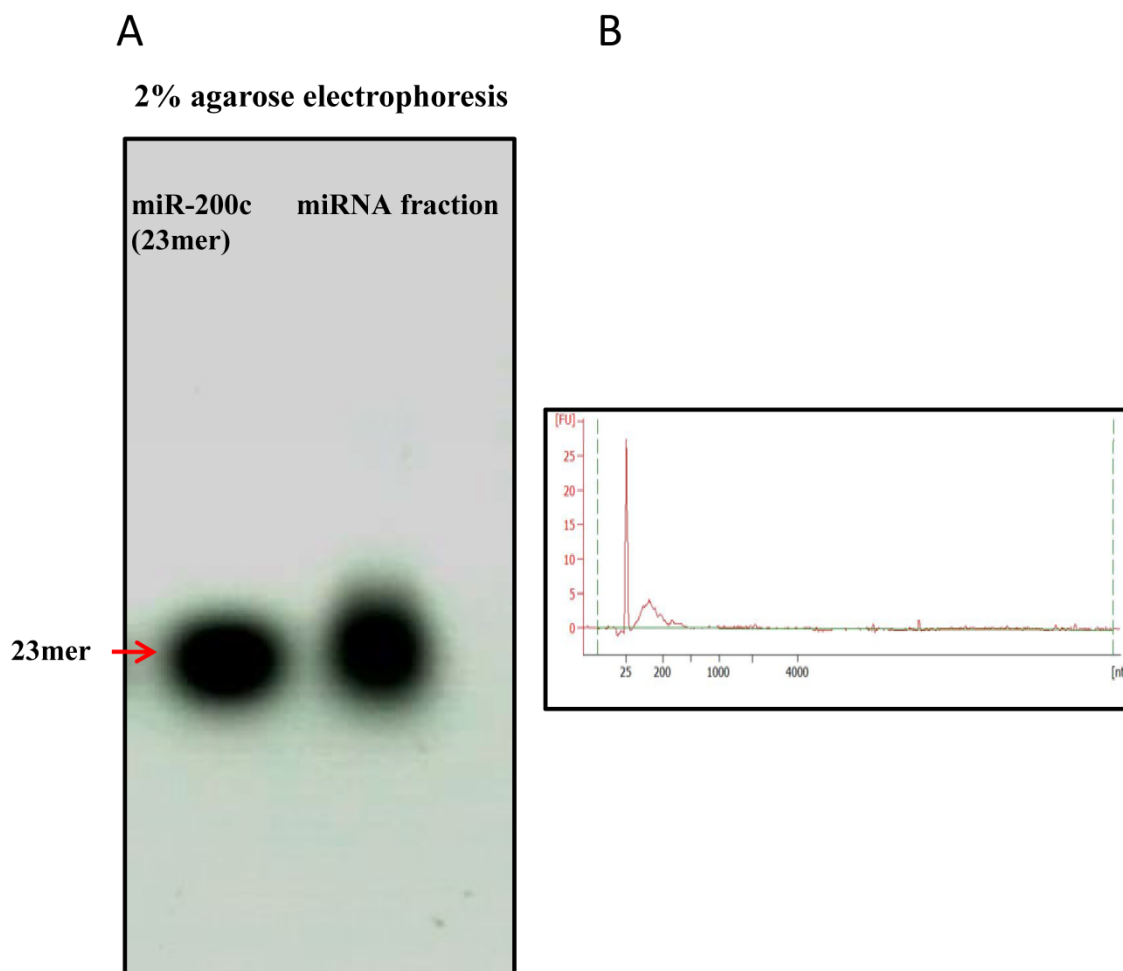 A
B
2% agarose electrophoresis
miR-200c
(23mer)
miRNA fraction
23mer
[FU]
25
20
15
10
5
0
25
200
1000
4000
[nt